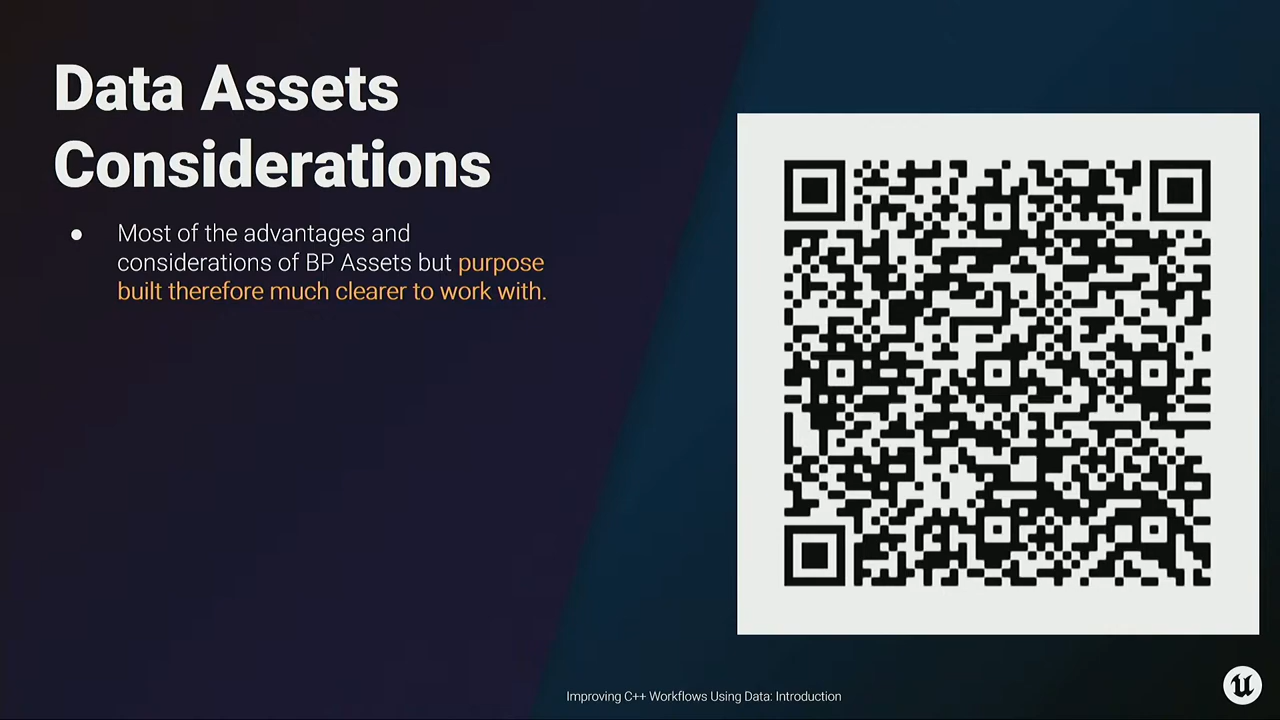 Data Assets
Considerations
● Most of the advantages and
considerations of BP Assets but purpose
built therefore much clearer to work with.
Improving C++ Workflows Using Data: Introduction